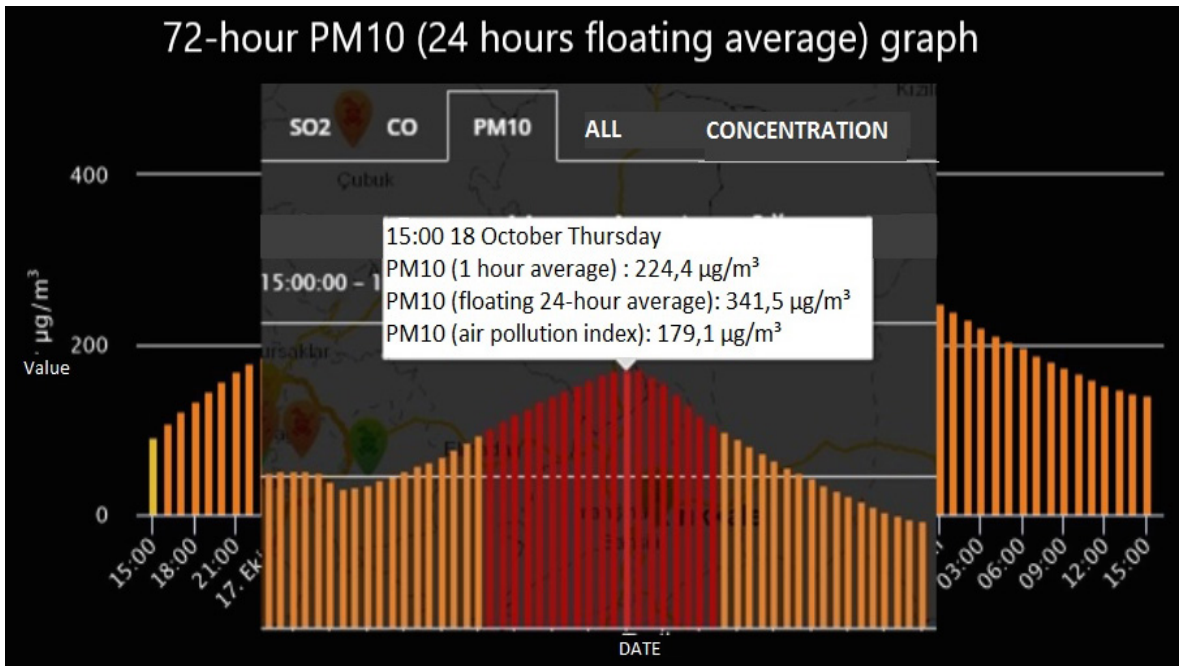 72-hour PM10 (24 hours floating average) graph
SO2 CO PM10 ALL CONCENTRATION
Çubuk
400
15:00 18 October Thursday
PM10 (1 hour average) : 224,4 µg/m³
PM10 (floating 24-hour average): 341,5 µg/m³
PM10 (air pollution index): 179,1 µg/m³
15:00:00 – 1
µg/m³
200
Value
0
15:00 18:00 21:00 17. Ek 03:00 06:00 09:00 12:00 15:00
DATE